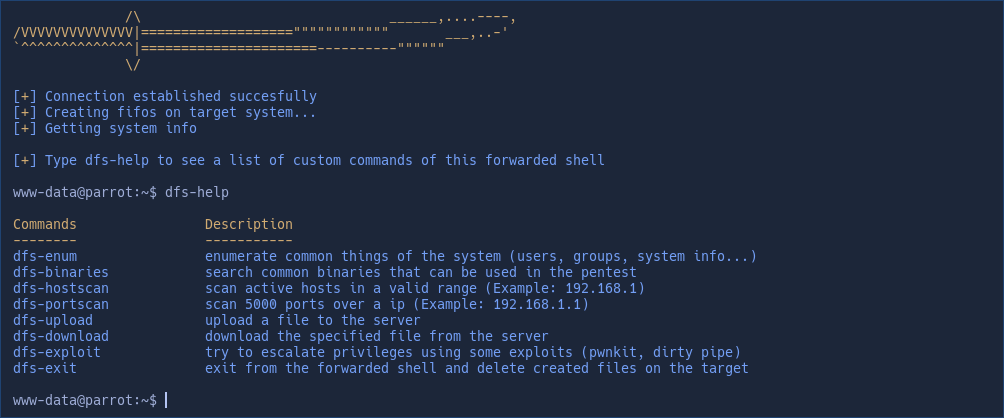 /\                               ______,....----,
/VVVVVVVVVVVVVV|==================="""""""""""""       ___,..-'
`^^^^^^^^^^^^^^|======================----------""""""
              \/
[+] Connection established succesfully
[+] Creating fifos on target system...
[+] Getting system info
[+] Type dfs-help to see a list of custom commands of this forwarded shell
www-data@parrot:~$ dfs-help
Commands                Description
--------                -----------
dfs-enum                enumerate common things of the system (users, groups, system info...)
dfs-binaries            search common binaries that can be used in the pentest
dfs-hostscan            scan active hosts in a valid range (Example: 192.168.1)
dfs-portscan            scan 5000 ports over a ip (Example: 192.168.1.1)
dfs-upload              upload a file to the server
dfs-download            download the specified file from the server
dfs-exploit             try to escalate privileges using some exploits (pwnkit, dirty pipe)
dfs-exit                exit from the forwarded shell and delete created files on the target
www-data@parrot:~$